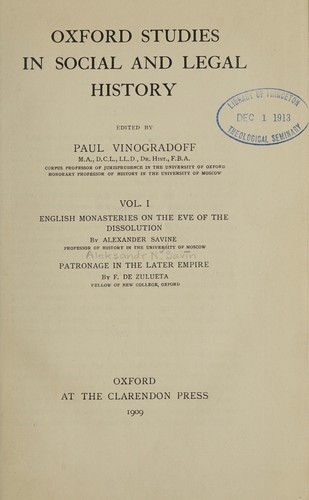 OXFORD STUDIES
IN SOCIAL AND LEGAL
HISTORY
LIBRARY OF PRINCETON
DEC 1 1913
THEOLOGICAL SEMINARY
EDITED BY
PAUL VINOGRADOFF
M.A., D.C.L., LL.D., DR. HIST., F.B.A.
CORPUS PROFESSOR OF JURISPRUDENCE IN THE UNIVERSITY OF OXFORD
HONORARY PROFESSOR OF HISTORY IN THE UNIVERSITY OF MOSCOW
VOL. I
ENGLISH MONASTERIES ON THE EVE OF THE
DISSOLUTION
BY ALEXANDER SAVINE
PROFESSOR OF HISTORY IN THE UNIVERSITY OF MOSCOW
Aleksandr N. Savin
PATRONAGE IN THE LATER EMPIRE
BY F. DE ZULUETA
FELLOW OF NEW COLLEGE, OXFORD
OXFORD
AT THE CLARENDON PRESS
1909